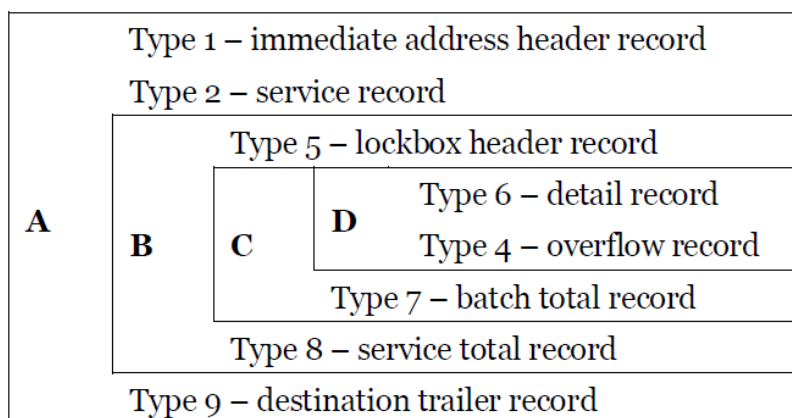 Type 1 – immediate address header record
Type 2 – service record
Type 5 – lockbox header record
Type 6 – detail record
A
B
C
D
Type 4 – overflow record
Type 7 – batch total record
Type 8 – service total record
Type 9 – destination trailer record